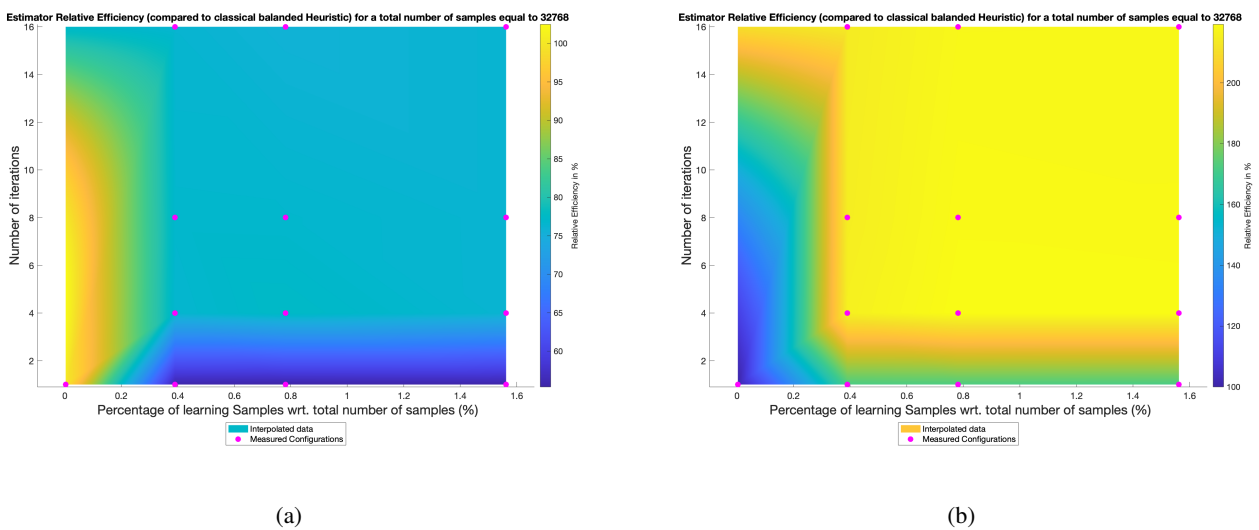 Estimator Relative Efficiency (compared to classical balanded Heuristic) for a total number of samples equal to 32768
16
14
12
10
8
6
4
2
Number of iterations
0 0.2 0.4 0.6 0.8 1 1.2 1.4 1.6
Percentage of learning Samples wrt. total number of samples (%)
Interpolated data
Measured Configurations
100
95
90
85
80
75
70
65
60
Relative Efficiency in %
(a)
Estimator Relative Efficiency (compared to classical balanded Heuristic) for a total number of samples equal to 32768
16
14
12
10
8
6
4
2
Number of iterations
0 0.2 0.4 0.6 0.8 1 1.2 1.4 1.6
Percentage of learning Samples wrt. total number of samples (%)
Interpolated data
Measured Configurations
200
180
160
140
120
100
Relative Efficiency in %
(b)